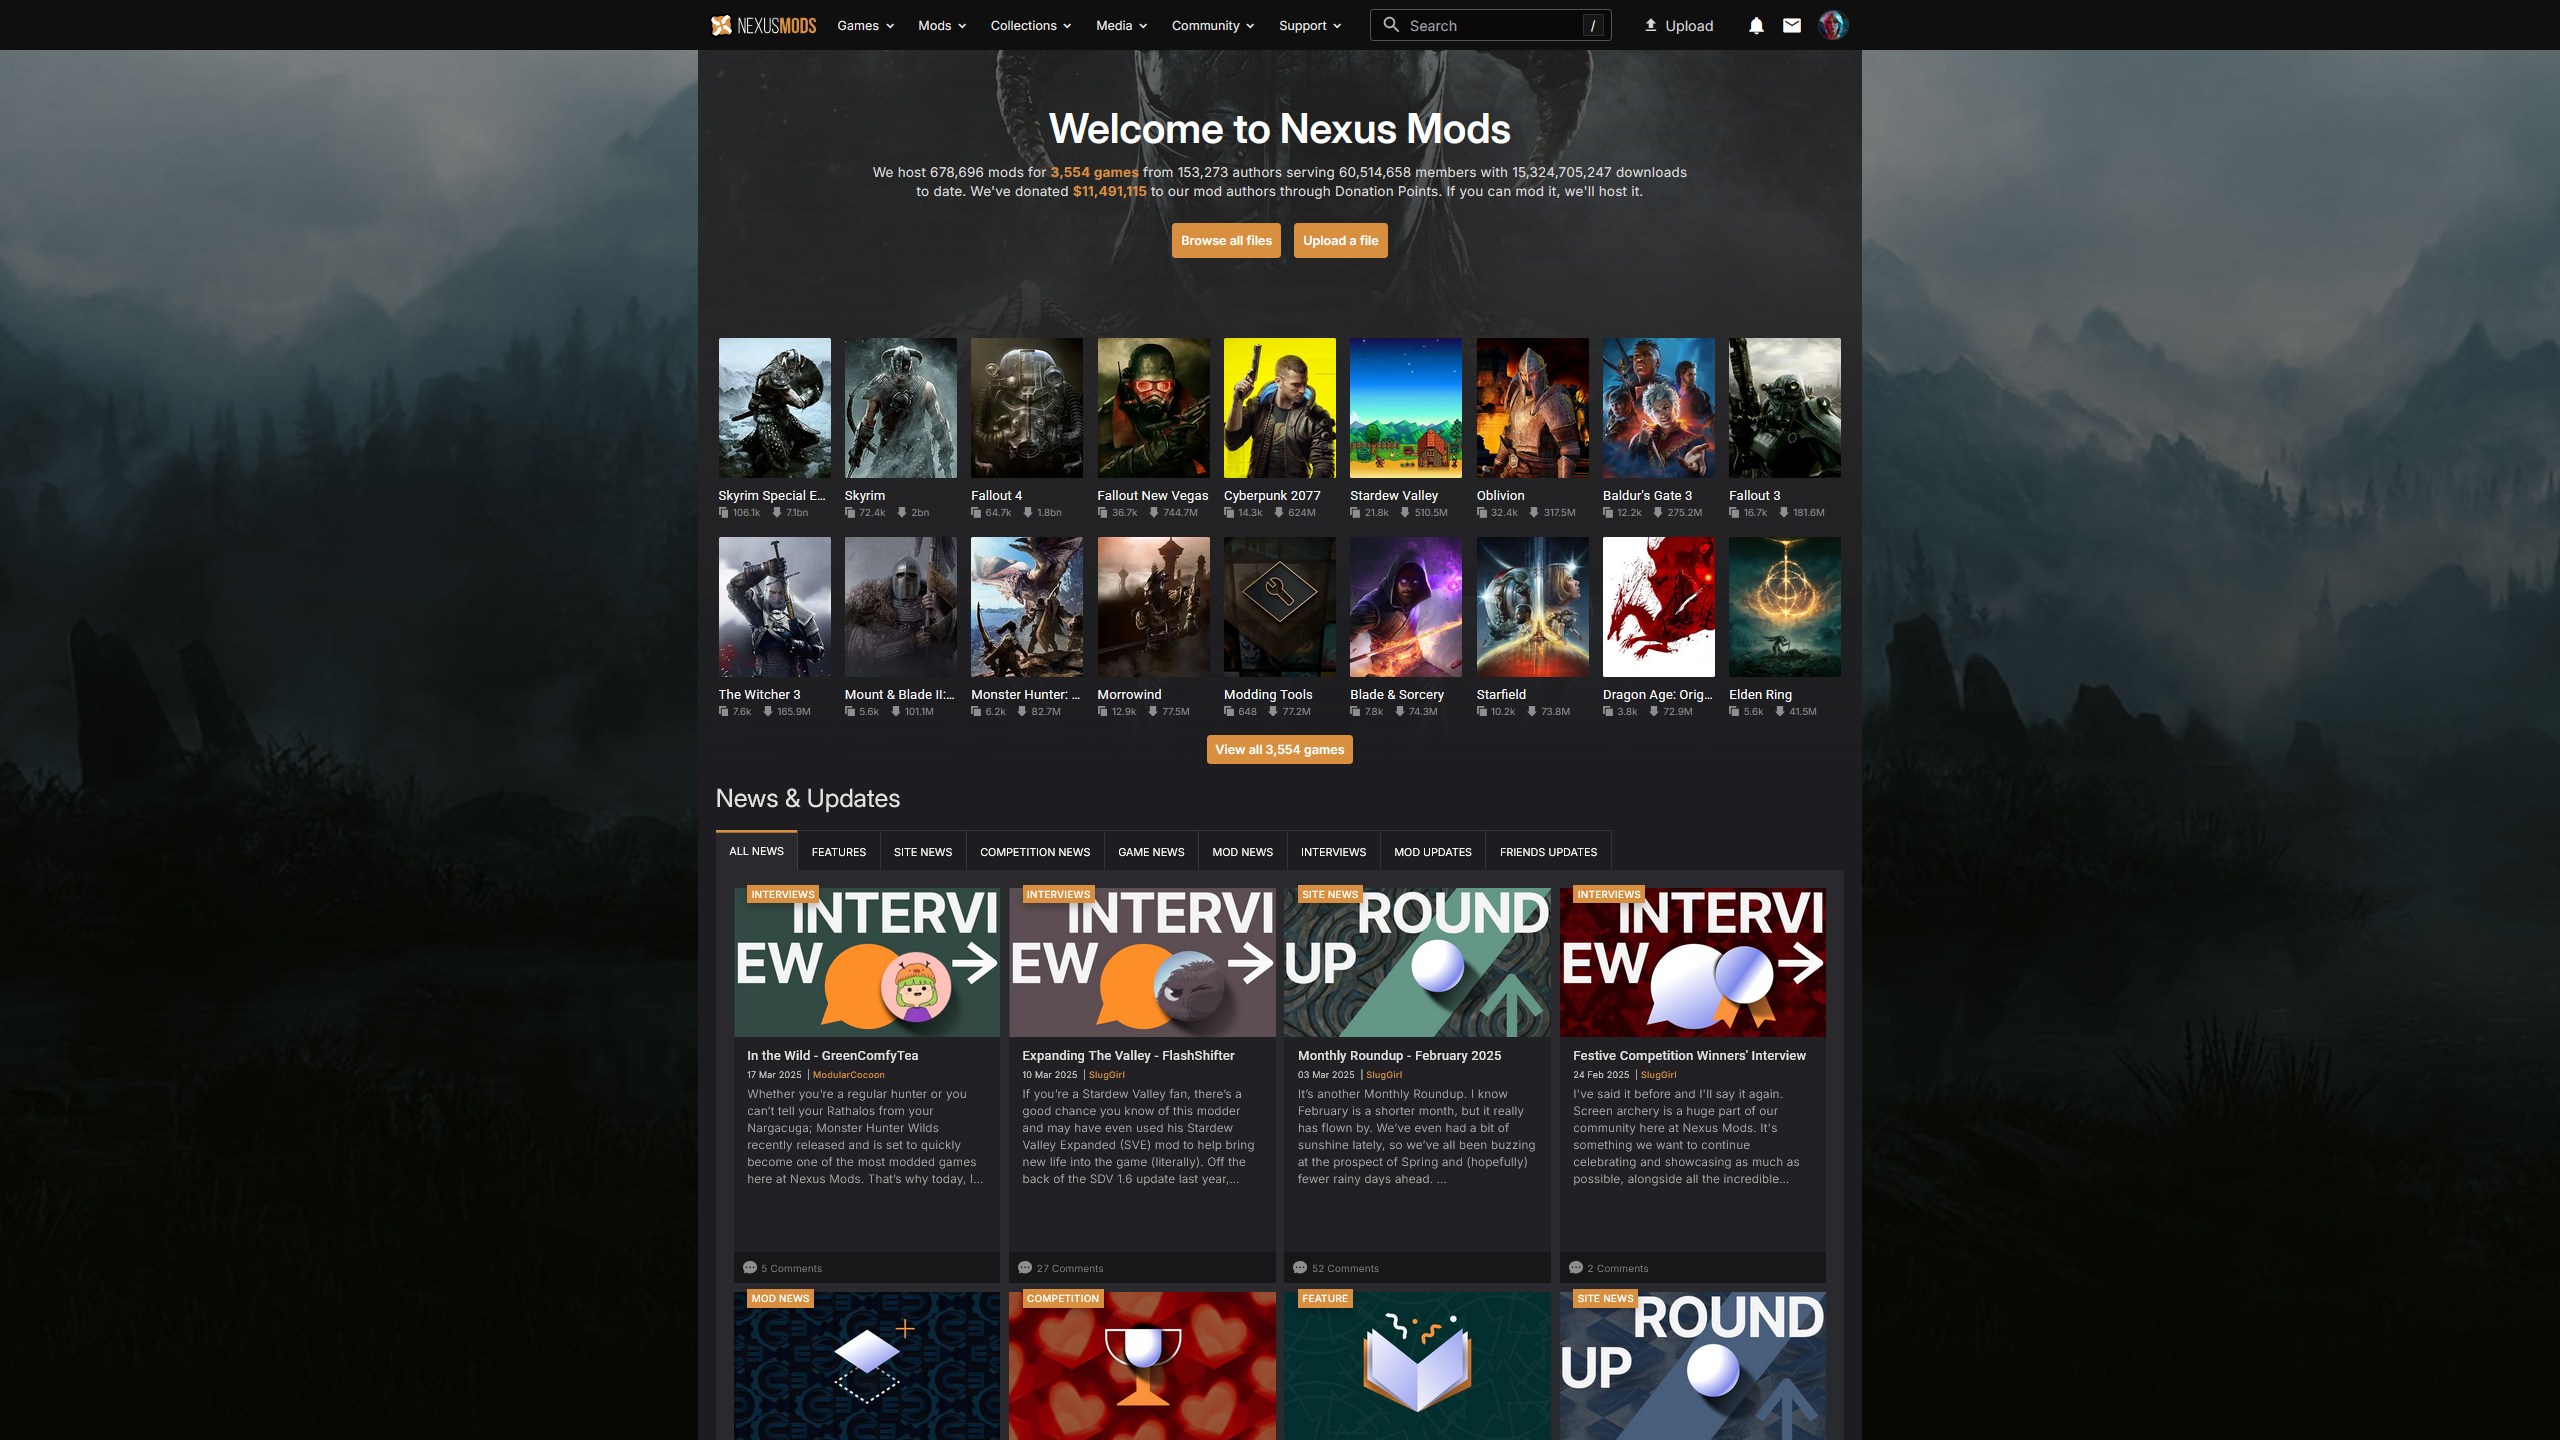 NEXUSMODS
Games
Mods
Collections
Media
Community
Support
Search
/
Upload
Welcome to Nexus Mods
We host 678,696 mods for 3,554 games from 153,273 authors serving 60,514,658 members with 15,324,705,247 downloads
to date. We've donated $11,491,115 to our mod authors through Donation Points. If you can mod it, we'll host it.
Browse all files
Upload a file
Skyrim Special E...
106.1k 7.1bn
Skyrim
72.4k 2bn
Fallout 4
64.7k 1.8bn
Fallout New Vegas
36.7k 744.7M
Cyberpunk 2077
14.3k 624M
Stardew Valley
21.8k 510.5M
Oblivion
32.4k 317.5M
Baldur's Gate 3
12.2k 275.2M
Fallout 3
16.7k 181.6M
The Witcher 3
7.6k 165.9M
Mount & Blade II:...
5.6k 101.1M
Monster Hunter: ...
6.2k 82.7M
Morrowind
12.9k 77.5M
Modding Tools
648 77.2M
Blade & Sorcery
7.8k 74.3M
Starfield
10.2k 73.8M
Dragon Age: Orig...
3.8k 72.9M
Elden Ring
5.6k 41.5M
View all 3,554 games
News & Updates
ALL NEWS
FEATURES
SITE NEWS
COMPETITION NEWS
GAME NEWS
MOD NEWS
INTERVIEWS
MOD UPDATES
FRIENDS UPDATES
INTERVIEWS
INTERVI
EW
In the Wild - GreenComfyTea
17 Mar 2025 | ModularCocoon
Whether you're a regular hunter or you
can't tell your Rathalos from your
Nargacuga; Monster Hunter Wilds
recently released and is set to quickly
become one of the most modded games
here at Nexus Mods. That's why today, I...
5 Comments
INTERVIEWS
INTERVI
EW
Expanding The Valley - FlashShifter
10 Mar 2025 | SlugGirl
If you're a Stardew Valley fan, there's a
good chance you know of this modder
and may have even used his Stardew
Valley Expanded (SVE) mod to help bring
new life into the game (literally). Off the
back of the SDV 1.6 update last year,...
27 Comments
SITE NEWS
ROUND
UP
Monthly Roundup - February 2025
03 Mar 2025 | SlugGirl
It's another Monthly Roundup. I know
February is a shorter month, but it really
has flown by. We've even had a bit of
sunshine lately, so we've all been buzzing
at the prospect of Spring and (hopefully)
fewer rainy days ahead. ...
52 Comments
INTERVIEWS
INTERVI
EW
Festive Competition Winners' Interview
24 Feb 2025 | SlugGirl
I've said it before and I'll say it again.
Screen archery is a huge part of our
community here at Nexus Mods. It's
something we want to continue
celebrating and showcasing as much as
possible, alongside all the incredible...
2 Comments
MOD NEWS
COMPETITION
FEATURE
SITE NEWS
ROUND
UP